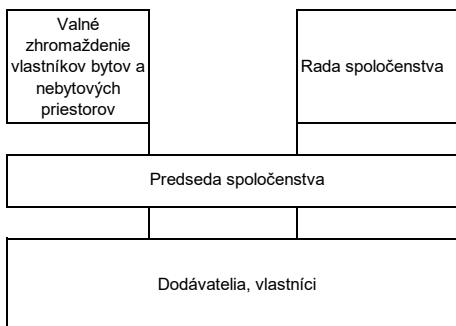 Valné
zhromaždenie
vlastníkov bytov a
nebytových
priestorov
Rada spoločenstva
Predseda spoločenstva
Dodávatelia, vlastníci